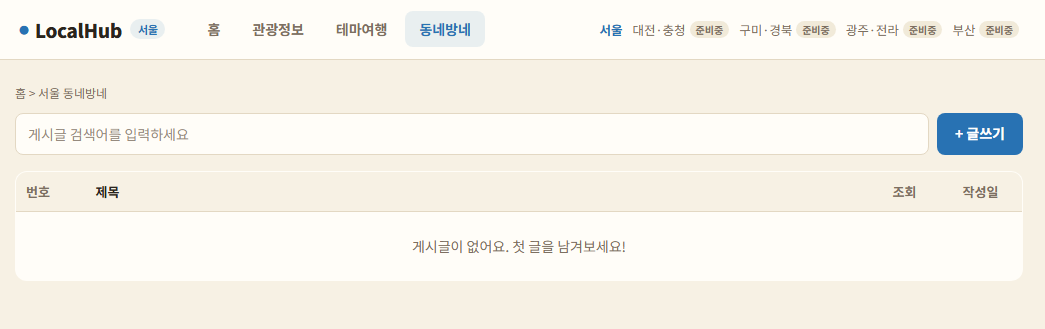 LocalHub 서울 홈 관광정보 테마여행 동네방네 서울 대전·충청 준비중 구미·경북 준비중 광주·전라 준비중 부산 준비중
홈 > 서울 동네방네
게시글 검색어를 입력하세요 + 글쓰기
번호 제목 조회 작성일
게시글이 없어요. 첫 글을 남겨보세요!